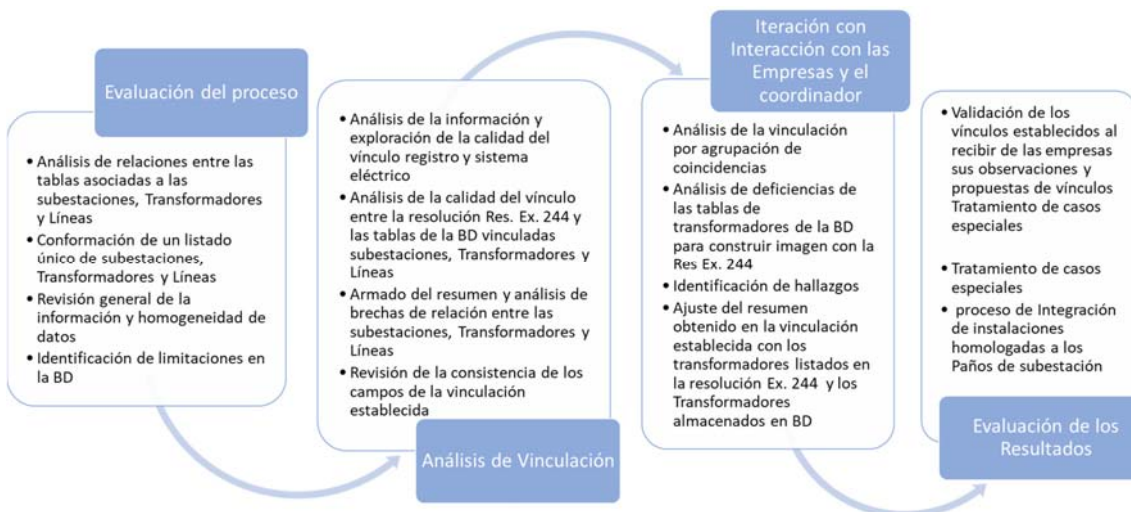 Evaluación del proceso
• Análisis de relaciones entre las
tablas asociadas a las
subestaciones, Transformadores
y Líneas
• Conformación de un listado
único de subestaciones,
Transformadores y Líneas
• Revisión general de la
información y homogeneidad de
datos
• Identificación de limitaciones en
la BD
• Análisis de la información y
exploración de la calidad del
vínculo registro y sistema
eléctrico
• Análisis de la calidad del vínculo
entre la resolución Res. Ex. 244 y
las tablas de la BD vinculadas
subestaciones, Transformadores y
Líneas
• Armado del resumen y análisis de
brechas de relación entre las
subestaciones, Transformadores y
Líneas
• Revisión de la consistencia de los
campos de la vinculación
establecida
Análisis de Vinculación
Iteración con
Interacción con las
Empresas y el
coordinador
• Análisis de la vinculación
por agrupación de
coincidencias
• Análisis de deficiencias de
las tablas de
transformadores de la BD
para construir imagen con la
Res Ex. 244
• Identificación de hallazgos
• Ajuste del resumen
obtenido en la vinculación
establecida con los
transformadores listados en
la resolución Ex. 244 y los
Transformadores
almacenados en BD
• Validación de los
vínculos establecidos al
recibir de las empresas
sus observaciones y
propuestas de vínculos
Tratamiento de casos
especiales
• Tratamiento de casos
especiales
• proceso de Integración
de instalaciones
homologadas a los
Paños de subestación
Evaluación de los
Resultados